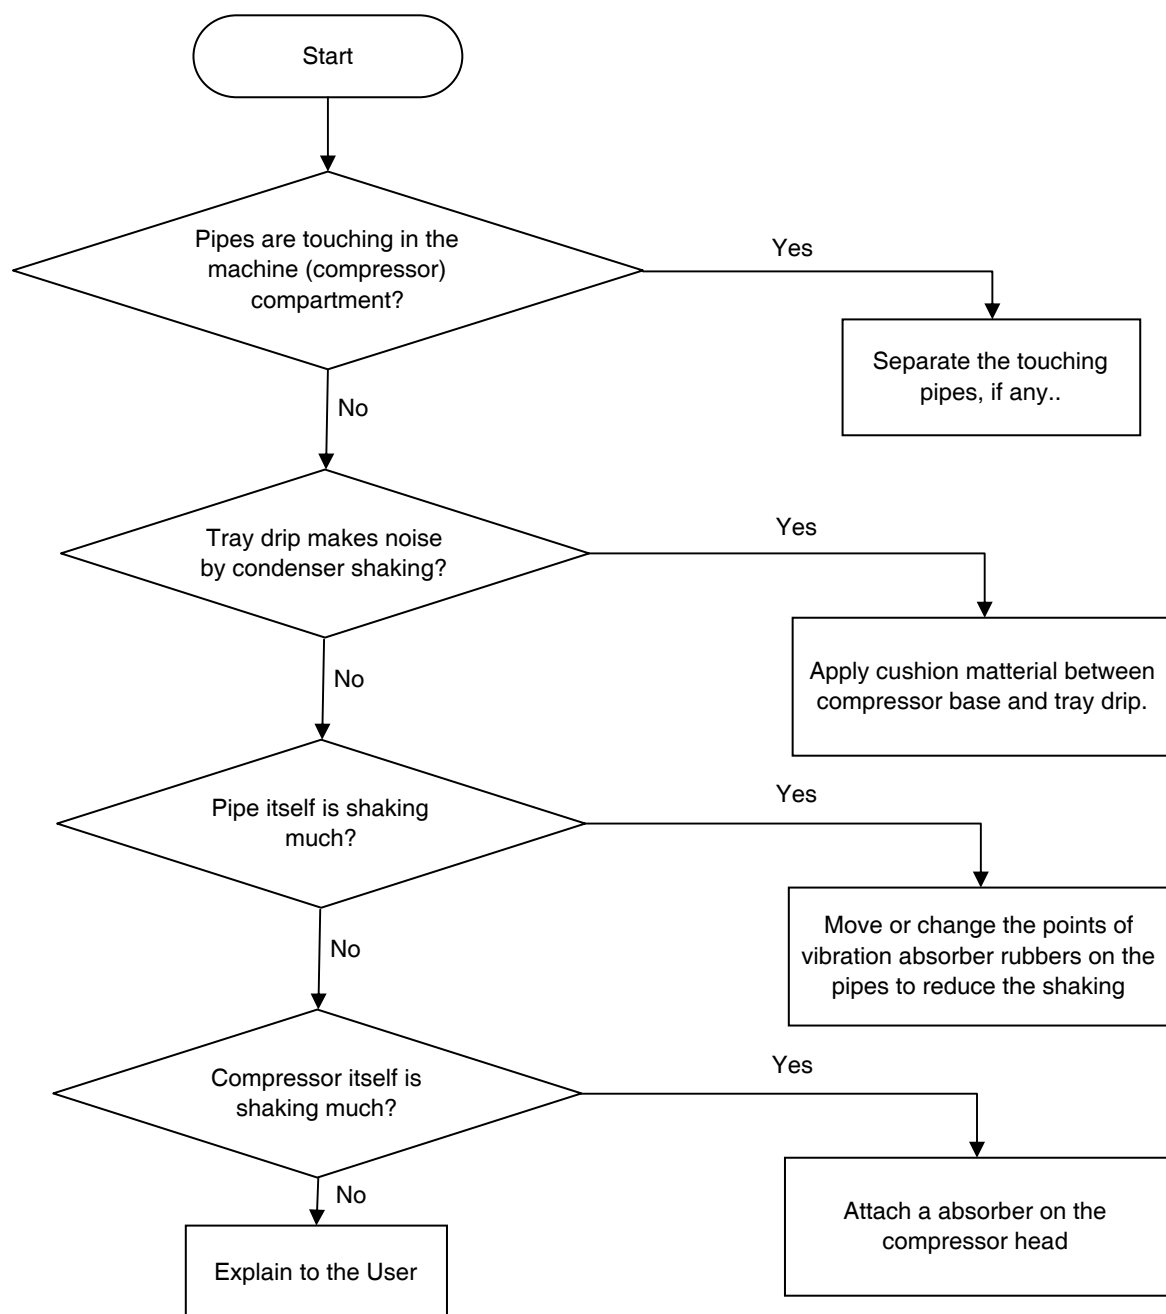 Start
Pipes are touching in the
machine (compressor)
compartment?
Yes
Separate the touching
pipes, if any..
No
Tray drip makes noise
by condenser shaking?
Yes
Apply cushion matterial between
compressor base and tray drip.
No
Pipe itself is shaking
much?
Yes
Move or change the points of
vibration absorber rubbers on the
pipes to reduce the shaking
No
Compressor itself is
shaking much?
Yes
Attach a absorber on the
compressor head
No
Explain to the User